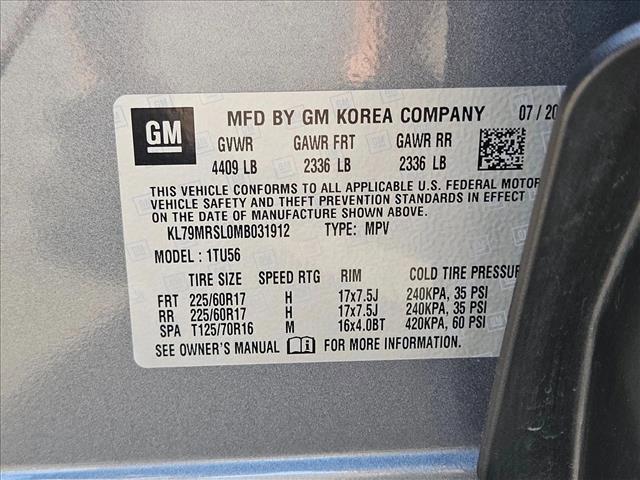 GM
MFD BY GM KOREA COMPANY 07 / 20
GVWR GAWR FRT GAWR RR
4409 LB 2336 LB 2336 LB
THIS VEHICLE CONFORMS TO ALL APPLICABLE U.S. FEDERAL MOTOR
VEHICLE SAFETY AND THEFT PREVENTION STANDARDS IN EFFECT
ON THE DATE OF MANUFACTURE SHOWN ABOVE.
KL79MRSL0MB031912 TYPE: MPV
MODEL : 1TU56
TIRE SIZE SPEED RTG RIM COLD TIRE PRESSURE
FRT 225/60R17 H 17x7.5J 240KPA, 35 PSI
RR 225/60R17 H 17x7.5J 240KPA, 35 PSI
SPA T125/70R16 M 16x4.0BT 420KPA, 60 PSI
SEE OWNER'S MANUAL FOR MORE INFORMATION.